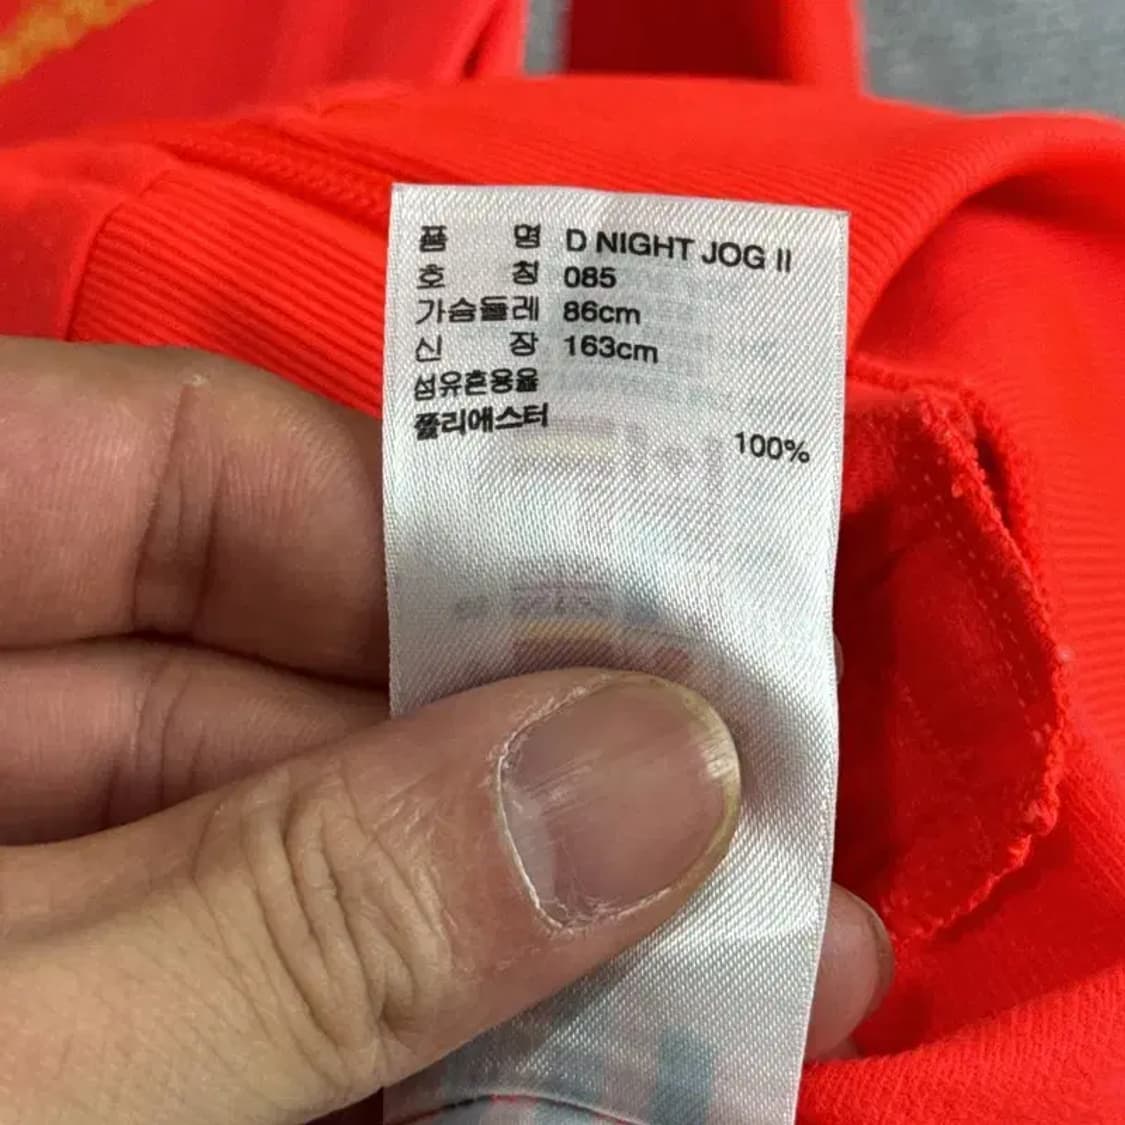 품 명 D NIGHT JOG II
호 칭 085
가슴둘레 86cm
신 장 163cm
섬유혼용율
폴리에스터 100%